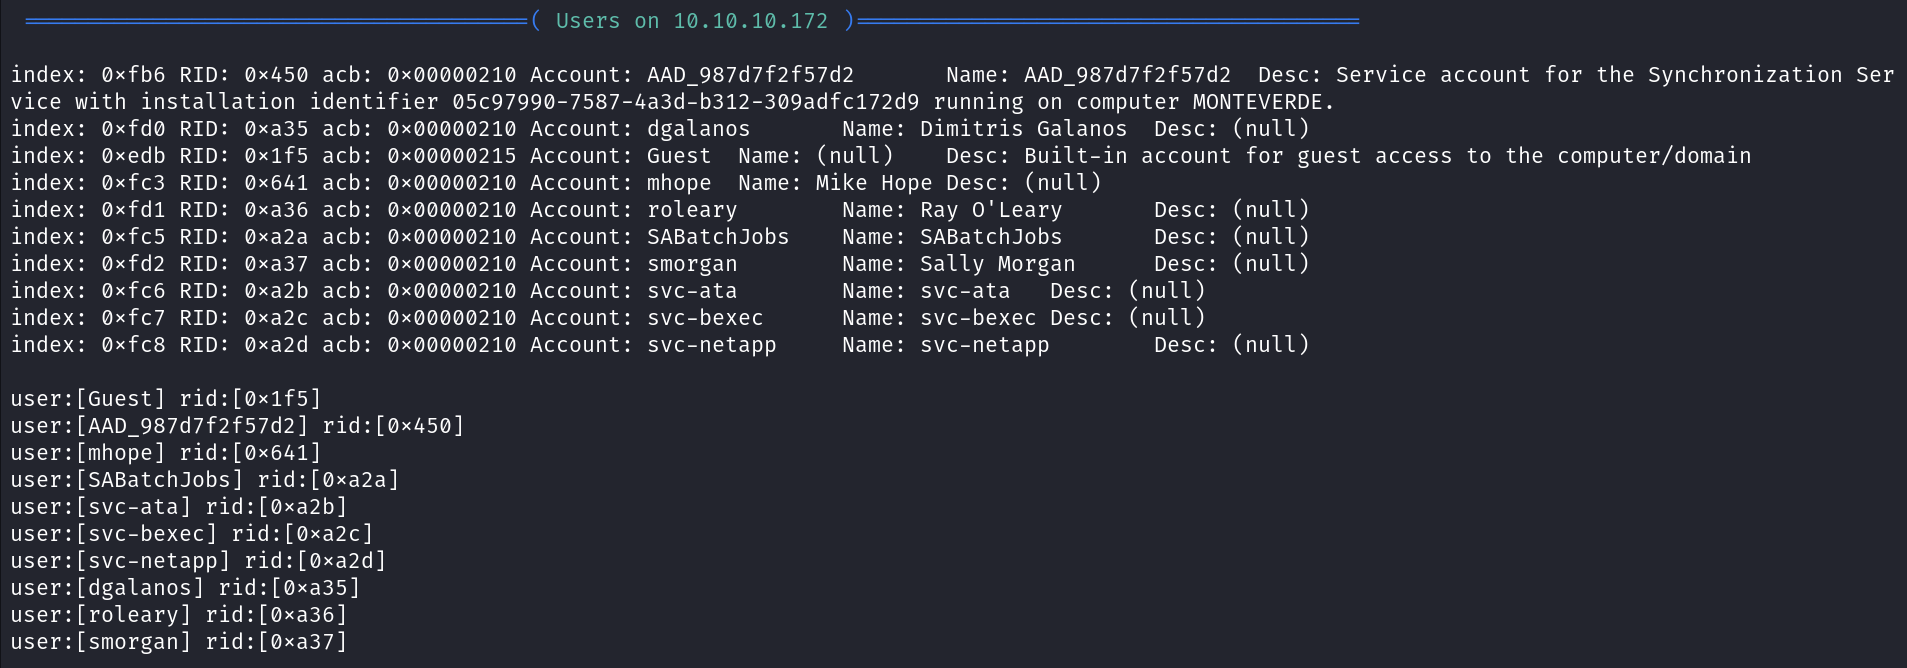 ( Users on 10.10.10.172 )
index: 0×fb6 RID: 0×450 acb: 0×00000210 Account: AAD_987d7f2f57d2       Name: AAD_987d7f2f57d2  Desc: Service account for the Synchronization Ser
vice with installation identifier 05c97990-7587-4a3d-b312-309adfc172d9 running on computer MONTEVERDE.
index: 0×fd0 RID: 0×a35 acb: 0×00000210 Account: dgalanos       Name: Dimitris Galanos  Desc: (null)
index: 0×edb RID: 0×1f5 acb: 0×00000215 Account: Guest  Name: (null)    Desc: Built-in account for guest access to the computer/domain
index: 0×fc3 RID: 0×641 acb: 0×00000210 Account: mhope  Name: Mike Hope Desc: (null)
index: 0×fd1 RID: 0×a36 acb: 0×00000210 Account: roleary        Name: Ray O'Leary       Desc: (null)
index: 0×fc5 RID: 0×a2a acb: 0×00000210 Account: SABatchJobs    Name: SABatchJobs       Desc: (null)
index: 0×fd2 RID: 0×a37 acb: 0×00000210 Account: smorgan        Name: Sally Morgan      Desc: (null)
index: 0×fc6 RID: 0×a2b acb: 0×00000210 Account: svc-ata        Name: svc-ata   Desc: (null)
index: 0×fc7 RID: 0×a2c acb: 0×00000210 Account: svc-bexec      Name: svc-bexec Desc: (null)
index: 0×fc8 RID: 0×a2d acb: 0×00000210 Account: svc-netapp     Name: svc-netapp        Desc: (null)
user:[Guest] rid:[0×1f5]
user:[AAD_987d7f2f57d2] rid:[0×450]
user:[mhope] rid:[0×641]
user:[SABatchJobs] rid:[0×a2a]
user:[svc-ata] rid:[0×a2b]
user:[svc-bexec] rid:[0×a2c]
user:[svc-netapp] rid:[0×a2d]
user:[dgalanos] rid:[0×a35]
user:[roleary] rid:[0×a36]
user:[smorgan] rid:[0×a37]